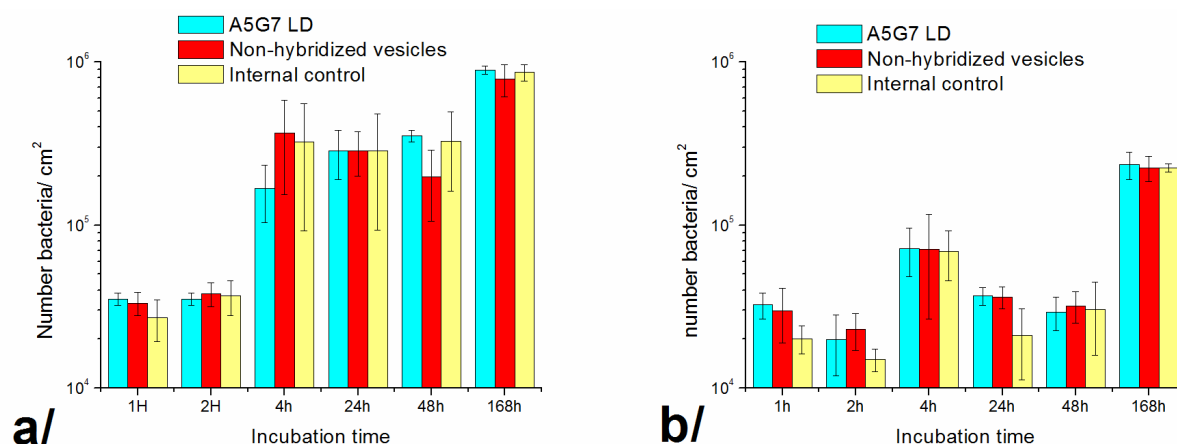 A5G7 LD
Non-hybridized vesicles
Internal control
10^6
10^5
10^4
Number bacteria/ cm^2
1H 2H 4h 24h 48h 168h
Incubation time
a/
A5G7 LD
Non-hybridized vesicles
Internal control
10^6
10^5
10^4
number bacteria/ cm^2
1h 2h 4h 24h 48h 168h
Incubation time
b/